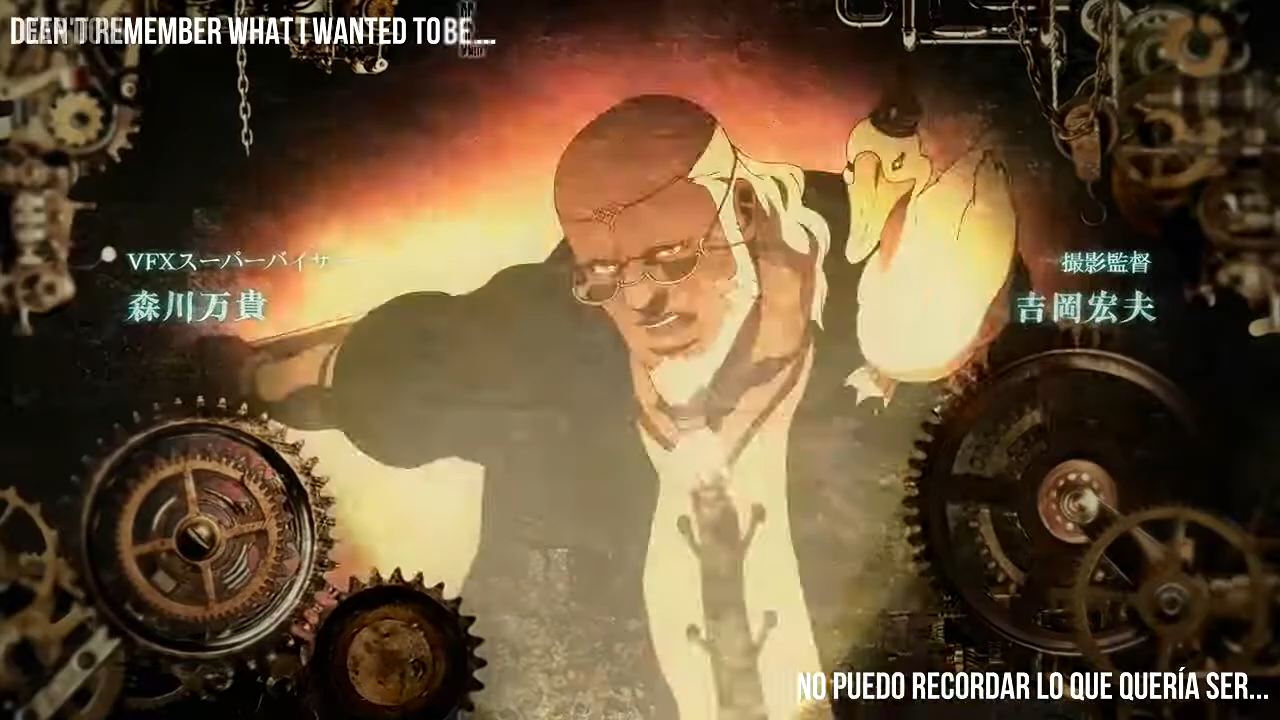 REMEMBER WHAT I WANTED TO BE...
VFXスーパーバイザー
森川万貴
撮影監督
吉岡宏夫
NO PUEDO RECORDAR LO QUE QUERÍA SER...